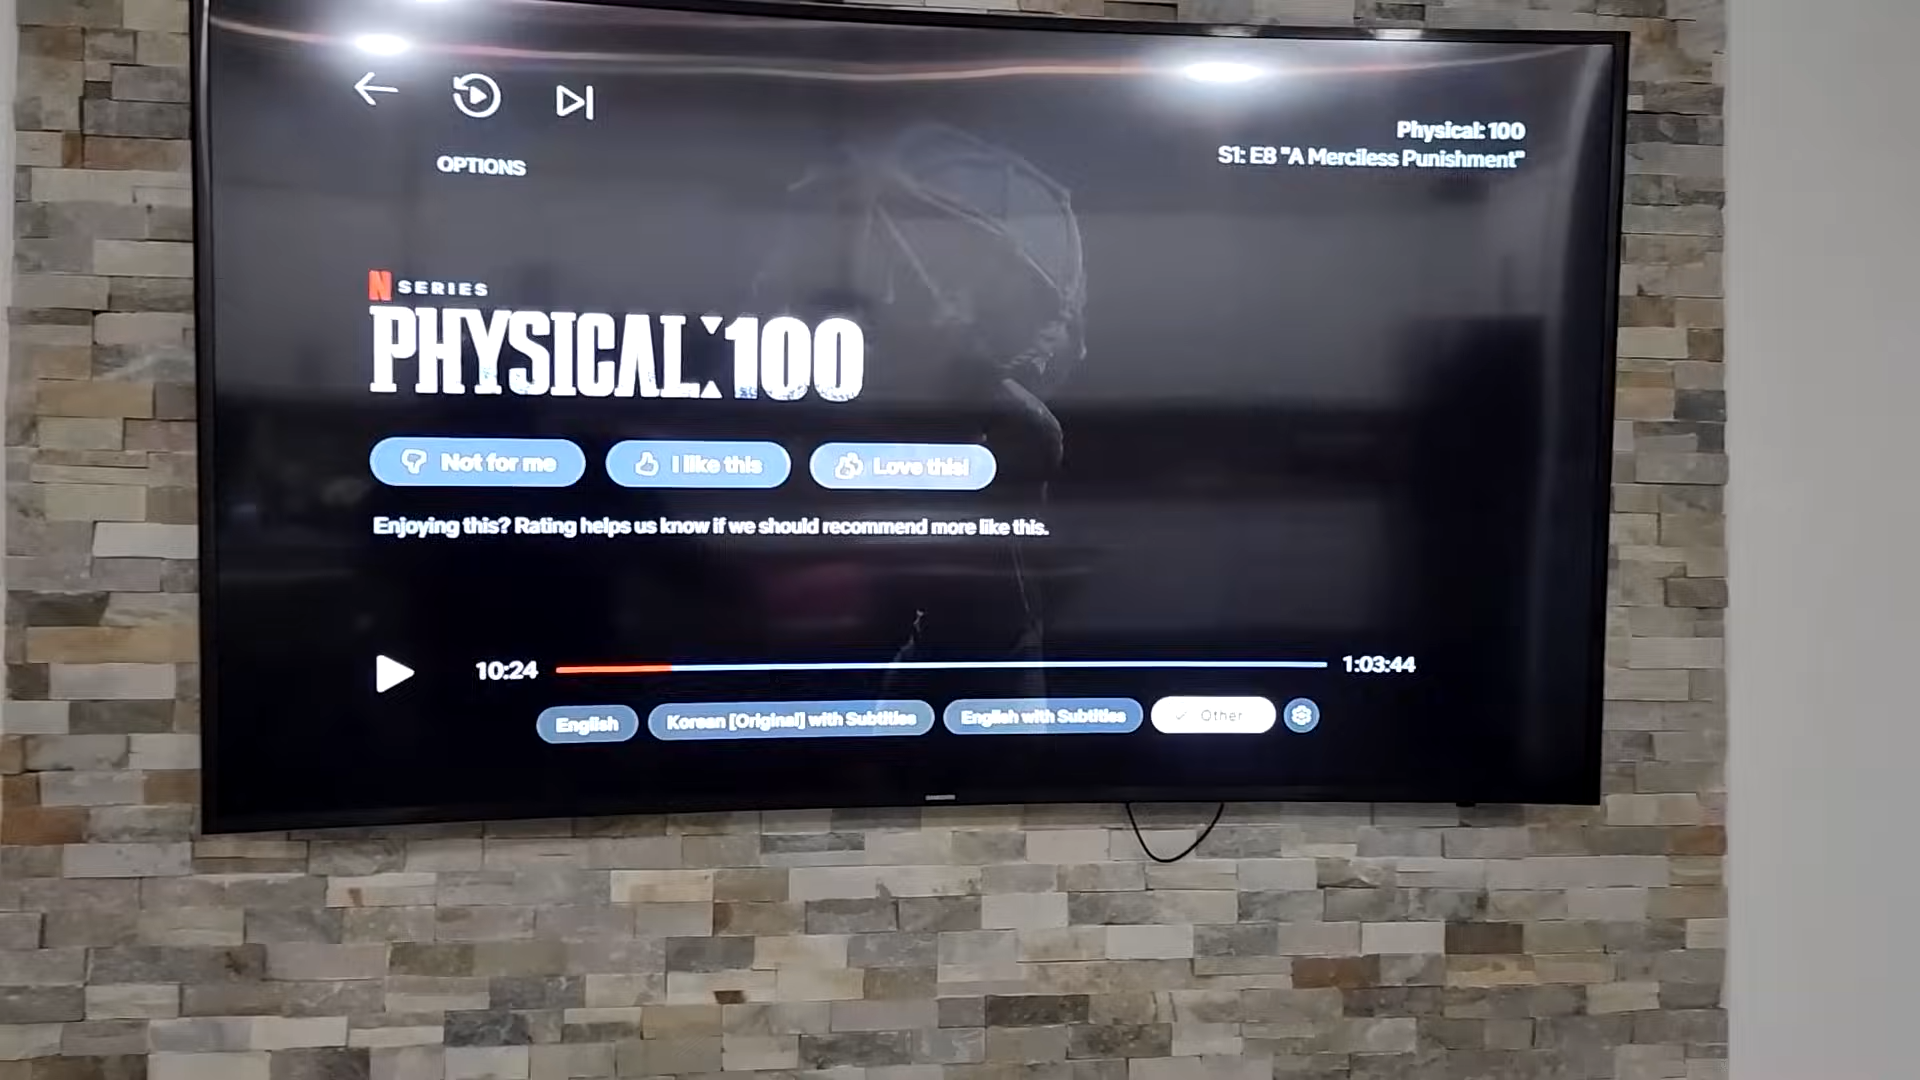 OPTIONS
Physical: 100
S1: E8 "A Merciless Punishment"
N SERIES
PHYSICAL:100
Not for me
I like this
Love this!
Enjoying this? Rating helps us know if we should recommend more like this.
10:24
1:03:44
English
Korean [Original] with Subtitles
English with Subtitles
Other